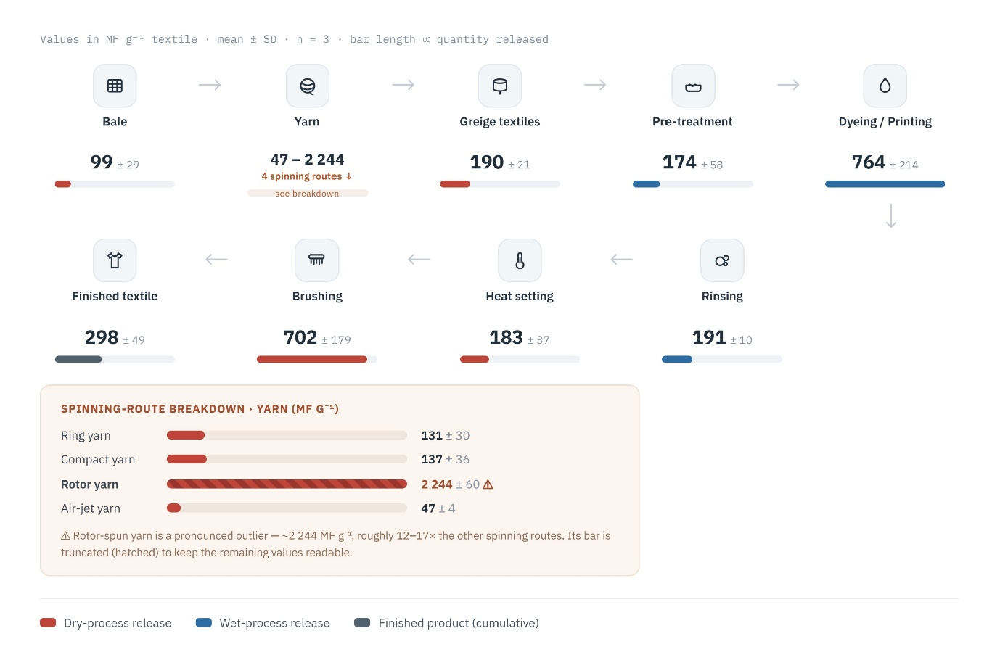 Values in MF g⁻¹ textile · mean ± SD · n = 3 · bar length ∝ quantity released
→ → → →
Bale Yarn Greige textiles Pre-treatment Dyeing / Printing
99 ± 29 47 – 2 244 190 ± 21 174 ± 58 764 ± 214
4 spinning routes ↓
see breakdown
↓
← ← ←
Finished textile Brushing Heat setting Rinsing
298 ± 49 702 ± 179 183 ± 37 191 ± 10
SPINNING-ROUTE BREAKDOWN · YARN (MF G⁻¹)
Ring yarn 131 ± 30
Compact yarn 137 ± 36
Rotor yarn 2 244 ± 60 ⚠
Air-jet yarn 47 ± 4
⚠ Rotor-spun yarn is a pronounced outlier — ~2 244 MF g⁻¹, roughly 12–17× the other spinning routes. Its bar is
truncated (hatched) to keep the remaining values readable.
Dry-process release Wet-process release Finished product (cumulative)